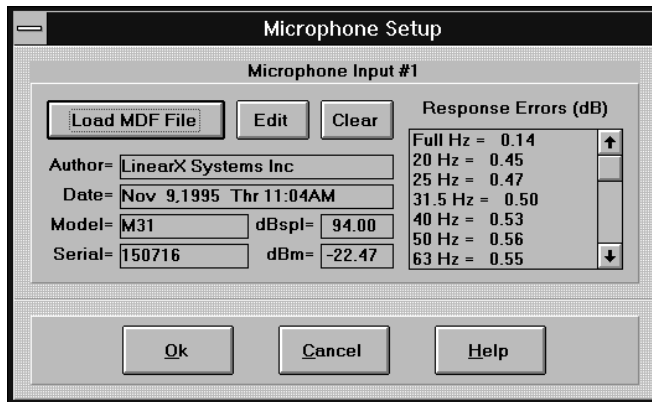 Microphone Setup
Microphone Input #1
Load MDF File
Edit
Clear
Response Errors (dB)
Full Hz = 0.14
20 Hz = 0.45
25 Hz = 0.47
31.5 Hz = 0.50
40 Hz = 0.53
50 Hz = 0.56
63 Hz = 0.55
Author= LinearX Systems Inc
Date= Nov 9,1995 Thr 11:04AM
Model= M31 dBspl= 94.00
Serial= 150716 dBm= -22.47
Ok
Cancel
Help